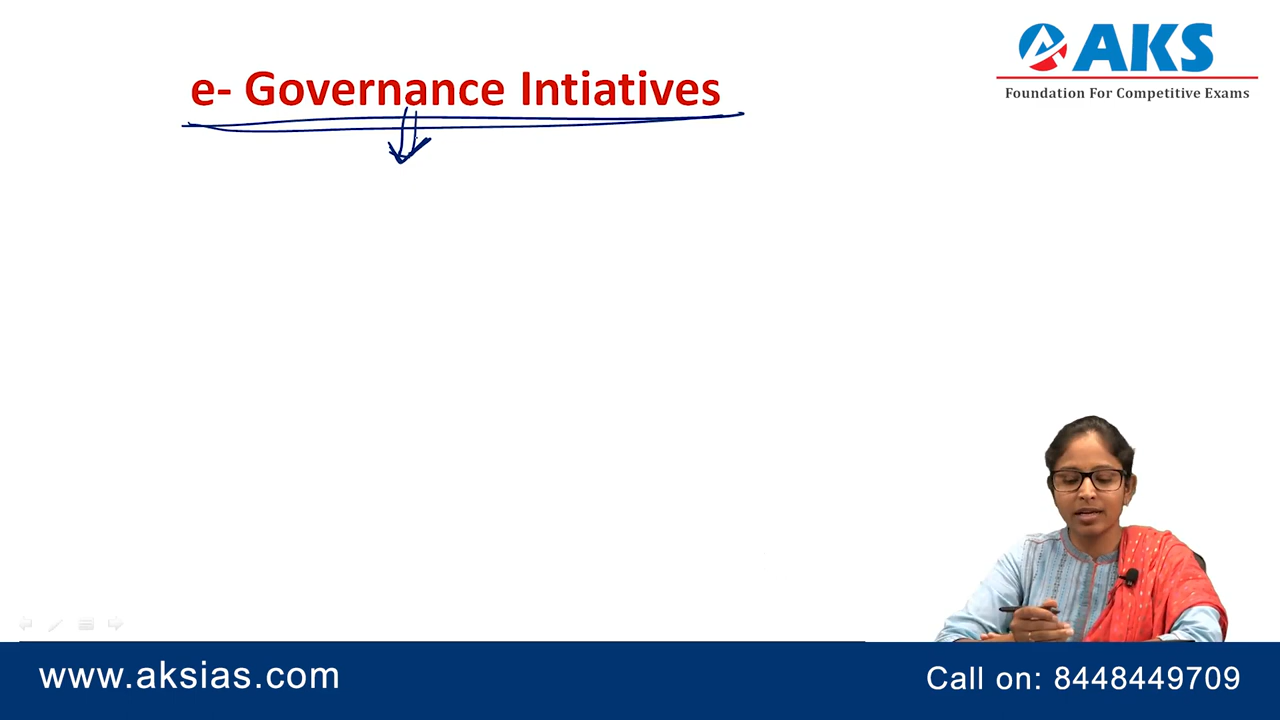 e- Governance Intiatives
AKS
Foundation For Competitive Exams
www.aksias.com
Call on: 8448449709